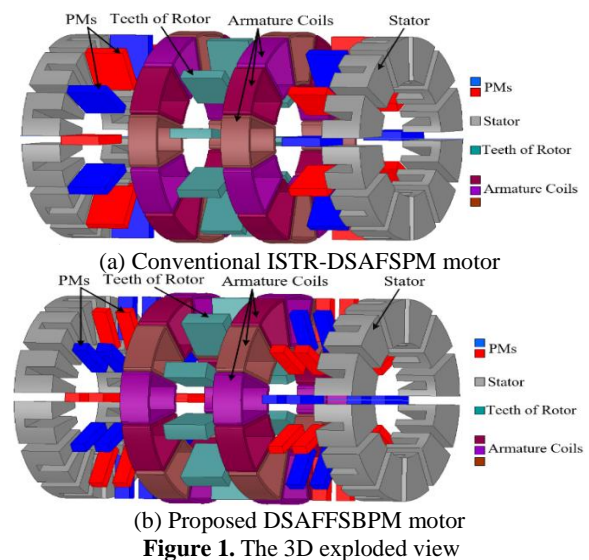 PMs Teeth of Rotor Armature Coils Stator
PMs
Stator
Teeth of Rotor
Armature Coils
(a) Conventional ISTR-DSAFSPM motor
PMs Teeth of Rotor Armature Coils Stator
PMs
Stator
Teeth of Rotor
Armature Coils
(b) Proposed DSAFFSBPM motor
Figure 1. The 3D exploded view